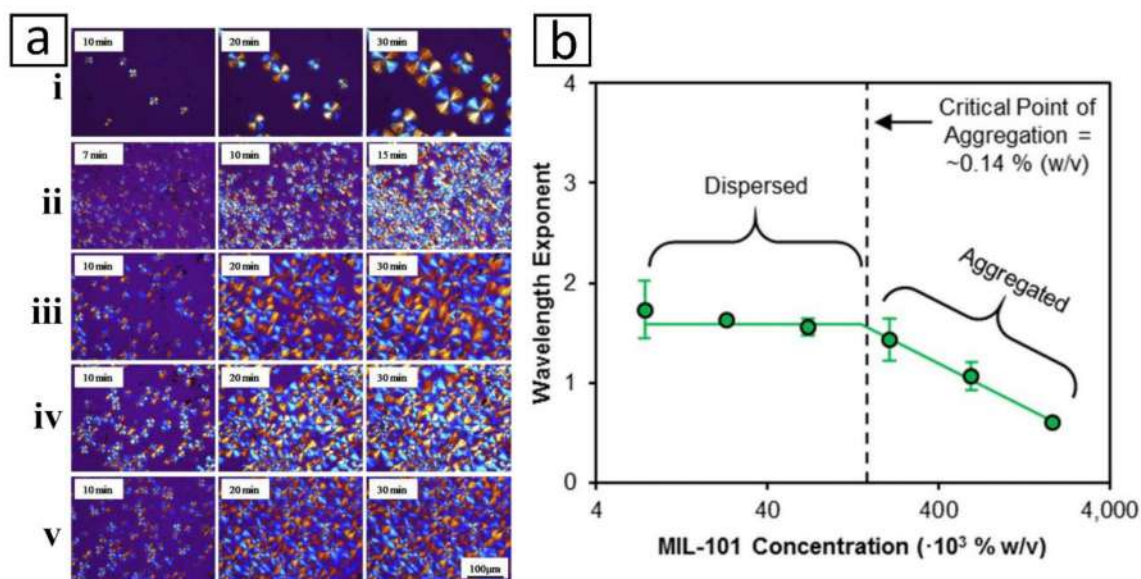 a
10 min
20 min
30 min
i
7 min
10 min
15 min
ii
10 min
20 min
30 min
iii
10 min
20 min
30 min
iv
10 min
20 min
30 min
v
100μm
b
4
3
2
1
0
Wavelength Exponent
Critical Point of
Aggregation =
~0.14 % (w/v)
Dispersed
Aggregated
4
40
400
4,000
MIL-101 Concentration (·10³ % w/v)